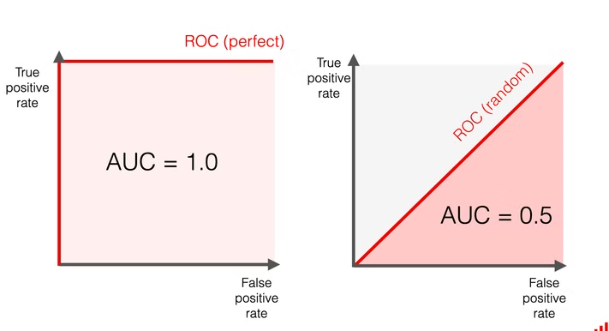 ROC (perfect)
True
positive
rate
AUC = 1.0
False
positive
rate
True
positive
rate
ROC (random)
AUC = 0.5
False
positive
rate